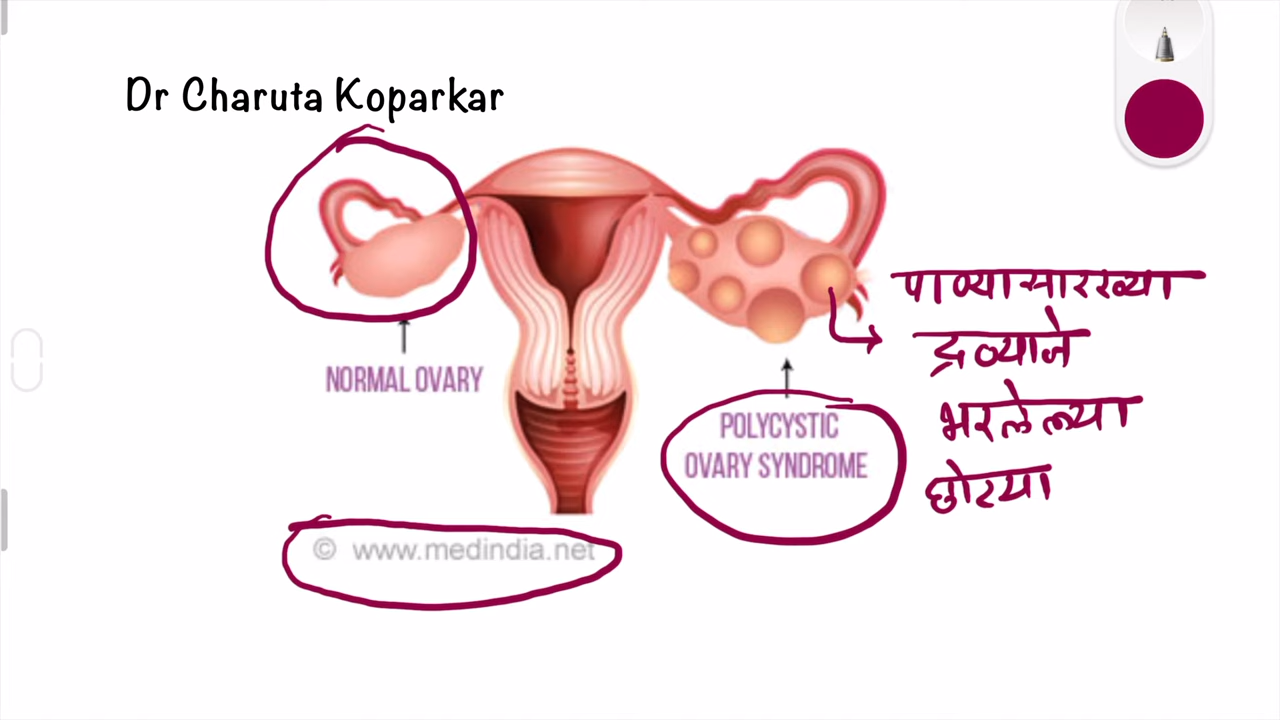 Dr Charuta Koparkar
NORMAL OVARY
POLYCYSTIC
OVARY SYNDROME
© www.medindia.net
पाण्यासारख्या
द्रव्याने
भरलेल्या
छोट्या